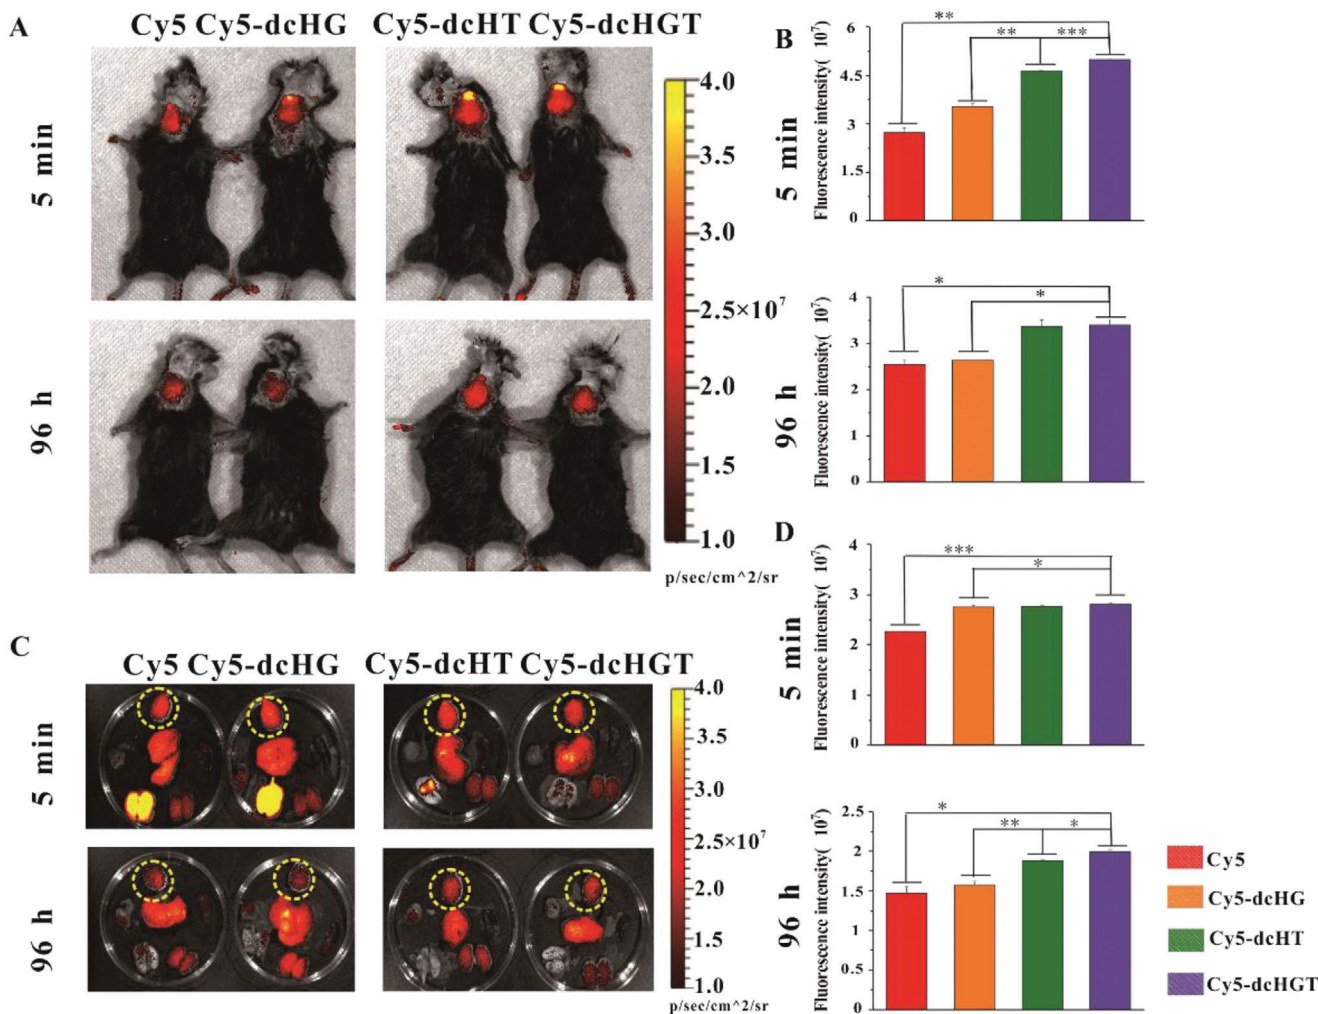 A
Cy5 Cy5-dcHG
Cy5-dcHT Cy5-dcHGT
5 min
96 h
4.0
3.5
3.0
2.5×10⁷
2.0
1.5
1.0
p/sec/cm^2/sr
B
5 min
Fluorescence intensity( 10⁷)
6
4.5
3
1.5
0
**
** ***
96 h
Fluorescence intensity( 10⁷)
4
3
2
1
0
*
*
C
Cy5 Cy5-dcHG
Cy5-dcHT Cy5-dcHGT
5 min
96 h
4.0
3.5
3.0
2.5×10⁷
2.0
1.5
1.0
p/sec/cm^2/sr
D
5 min
Fluorescence intensity( 10⁷)
4
3
2
1
0
***
*
96 h
Fluorescence intensity( 10⁷)
2.5
2
1.5
1
0.5
0
*
** *
Cy5
Cy5-dcHG
Cy5-dcHT
Cy5-dcHGT